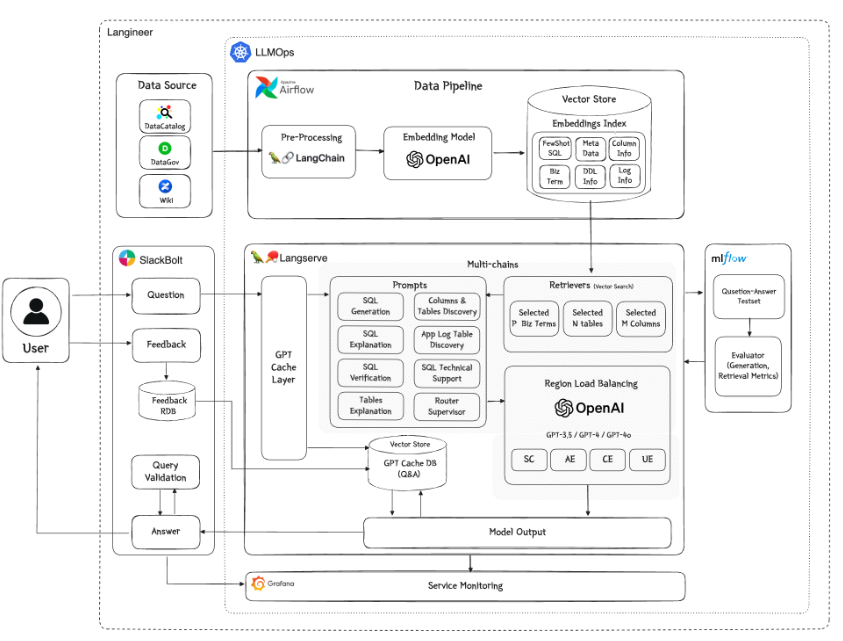 Langineer
LLMOps
Data Source
DataCatalog
DataGov
Wiki
Apache
Airflow
Data Pipeline
Pre-Processing
LangChain
Embedding Model
OpenAI
Vector Store
Embeddings Index
FewShot
SQL
Meta
Data
Column
Info
Biz
Term
DDL
Info
Log
Info
User
SlackBolt
Question
Feedback
Feedback
RDB
Query
Validation
Answer
Langserve
Multi-chains
GPT
Cache
Layer
Prompts
SQL
Generation
Columns &
Tables Discovery
SQL
Explanation
App Log Table
Discovery
SQL
Verification
SQL Technical
Support
Tables
Explanation
Router
Supervisor
Retrievers (Vector Search)
Selected
P Biz Terms
Selected
N tables
Selected
M Columns
Region Load Balancing
OpenAI
GPT-3.5 / GPT-4 / GPT-4o
SC
AE
CE
UE
Vector Store
GPT Cache DB
(Q&A)
Model Output
mlflow
Qusetion-Answer
Testset
Evaluator
(Generation,
Retrieval Metrics)
Grafana
Service Monitoring